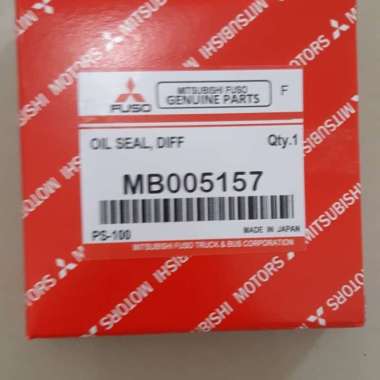 MITSUBISHI MOTORS
MITSUBISHI FUSO
GENUINE PARTS
F
FUSO
OIL SEAL, DIFF
Qty.1
MB005157
PS-100
MADE IN JAPAN
MITSUBISHI FUSO TRUCK & BUS CORPORATION
MITSUBISHI MOTORS
MITSUBISHI
MITSUBISHI MOTORS